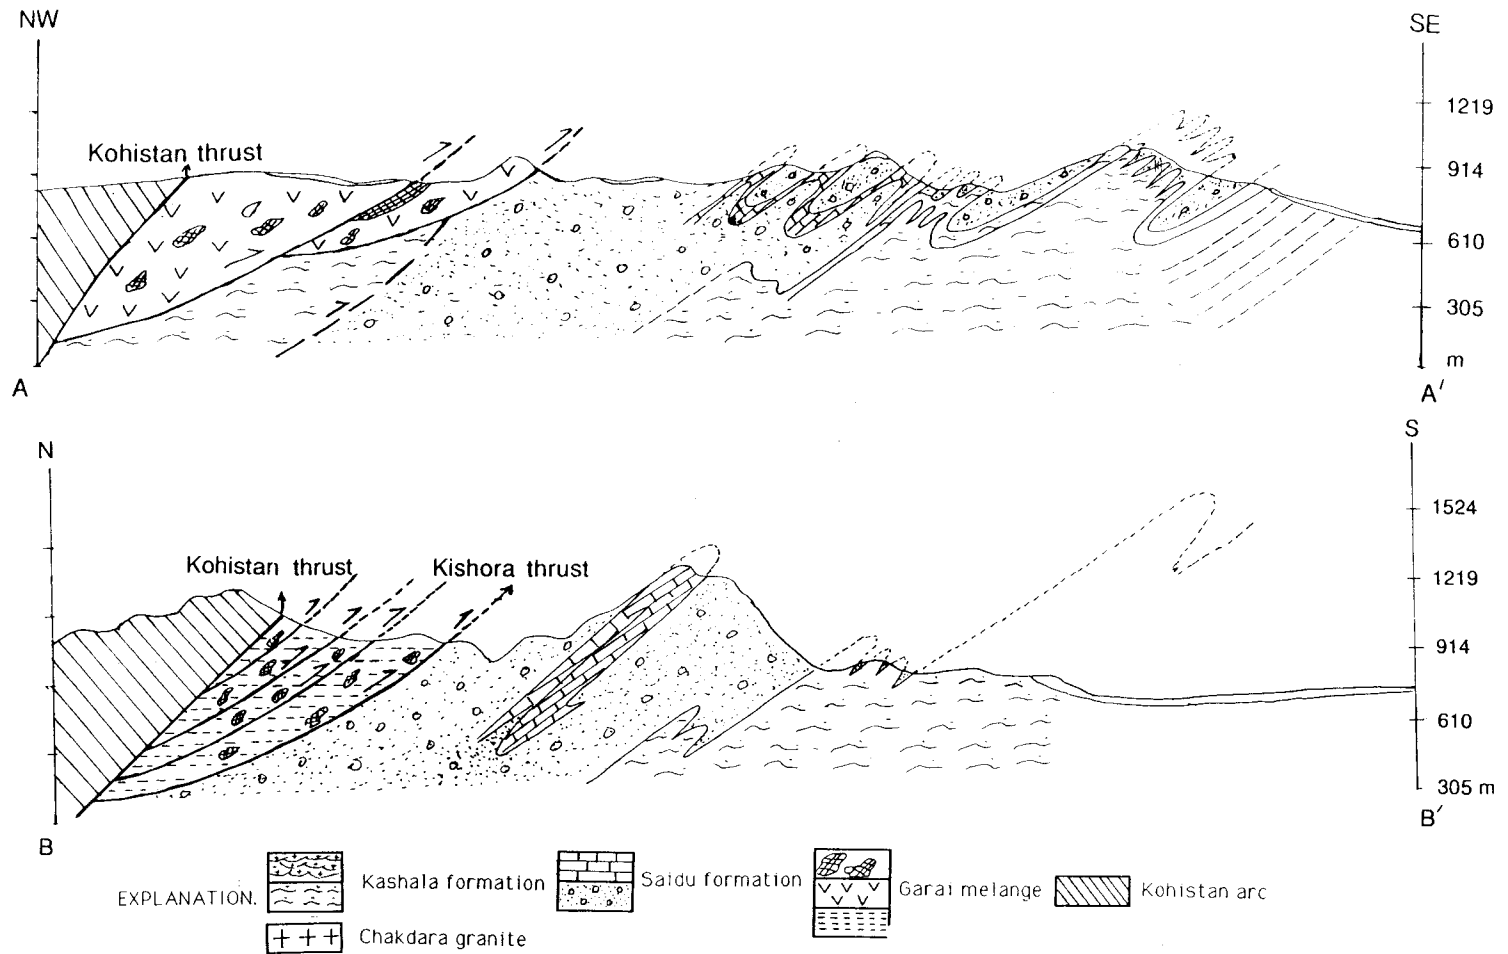 NW
SE
1219
Kohistan thrust
914
610
305
m
A
A′
N
S
1524
Kohistan thrust
Kishora thrust
1219
914
610
305 m
B
B′
EXPLANATION.
Kashala formation
Saidu formation
Garai melange
Kohistan arc
Chakdara granite